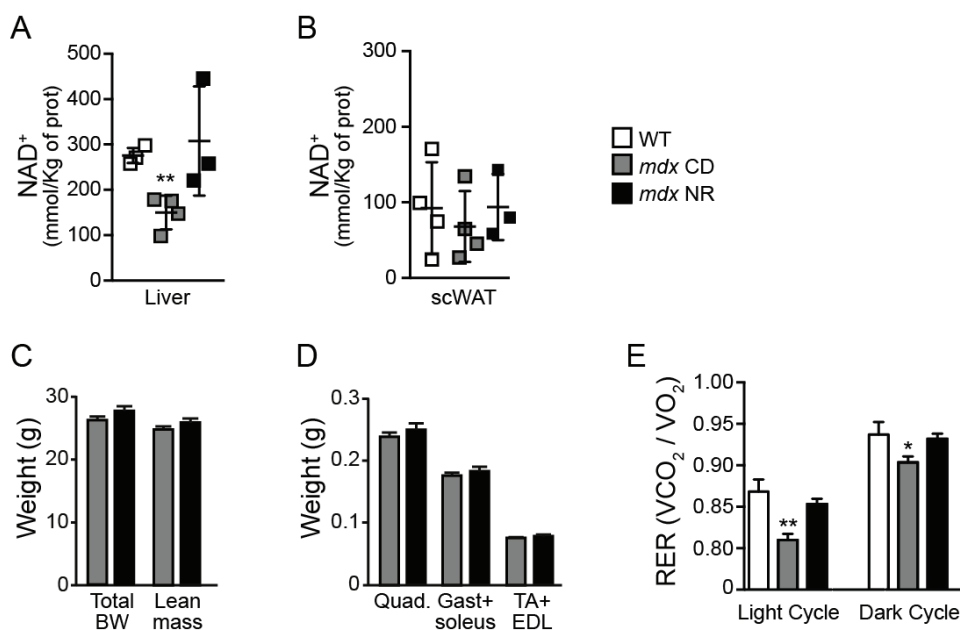 A
NAD+
(mmol/Kg of prot)
500
400
300
200
100
0
**
Liver
B
NAD+
(mmol/Kg of prot)
300
200
100
0
scWAT
WT
mdx CD
mdx NR
C
Weight (g)
30
20
10
0
Total
BW
Lean
mass
D
Weight (g)
0.3
0.2
0.1
0
Quad.
Gast+
soleus
TA+
EDL
E
RER (VCO2 / VO2)
1.00
0.95
0.90
0.85
0.80
**
*
Light Cycle
Dark Cycle